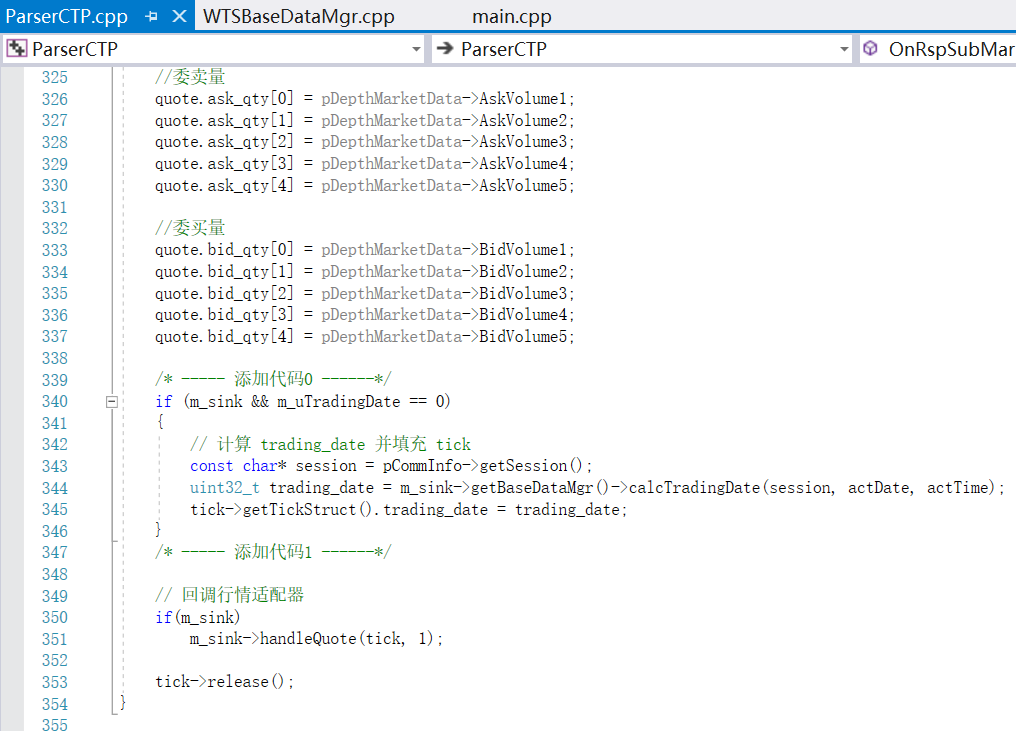 ParserCTP.cpp WTSBaseDataMgr.cpp main.cpp
ParserCTP ParserCTP OnRspSubMar
325 //委卖量
326 quote.ask_qty[0] = pDepthMarketData->AskVolume1;
327 quote.ask_qty[1] = pDepthMarketData->AskVolume2;
328 quote.ask_qty[2] = pDepthMarketData->AskVolume3;
329 quote.ask_qty[3] = pDepthMarketData->AskVolume4;
330 quote.ask_qty[4] = pDepthMarketData->AskVolume5;
331
332 //委买量
333 quote.bid_qty[0] = pDepthMarketData->BidVolume1;
334 quote.bid_qty[1] = pDepthMarketData->BidVolume2;
335 quote.bid_qty[2] = pDepthMarketData->BidVolume3;
336 quote.bid_qty[3] = pDepthMarketData->BidVolume4;
337 quote.bid_qty[4] = pDepthMarketData->BidVolume5;
338
339 /* ----- 添加代码0 ------*/
340 if (m_sink && m_uTradingDate == 0)
341 {
342 // 计算 trading_date 并填充 tick
343 const char* session = pCommInfo->getSession();
344 uint32_t trading_date = m_sink->getBaseDataMgr()->calcTradingDate(session, actDate, actTime);
345 tick->getTickStruct().trading_date = trading_date;
346 }
347 /* ----- 添加代码1 ------*/
348
349 // 回调行情适配器
350 if(m_sink)
351 m_sink->handleQuote(tick, 1);
352
353 tick->release();
354 }
355